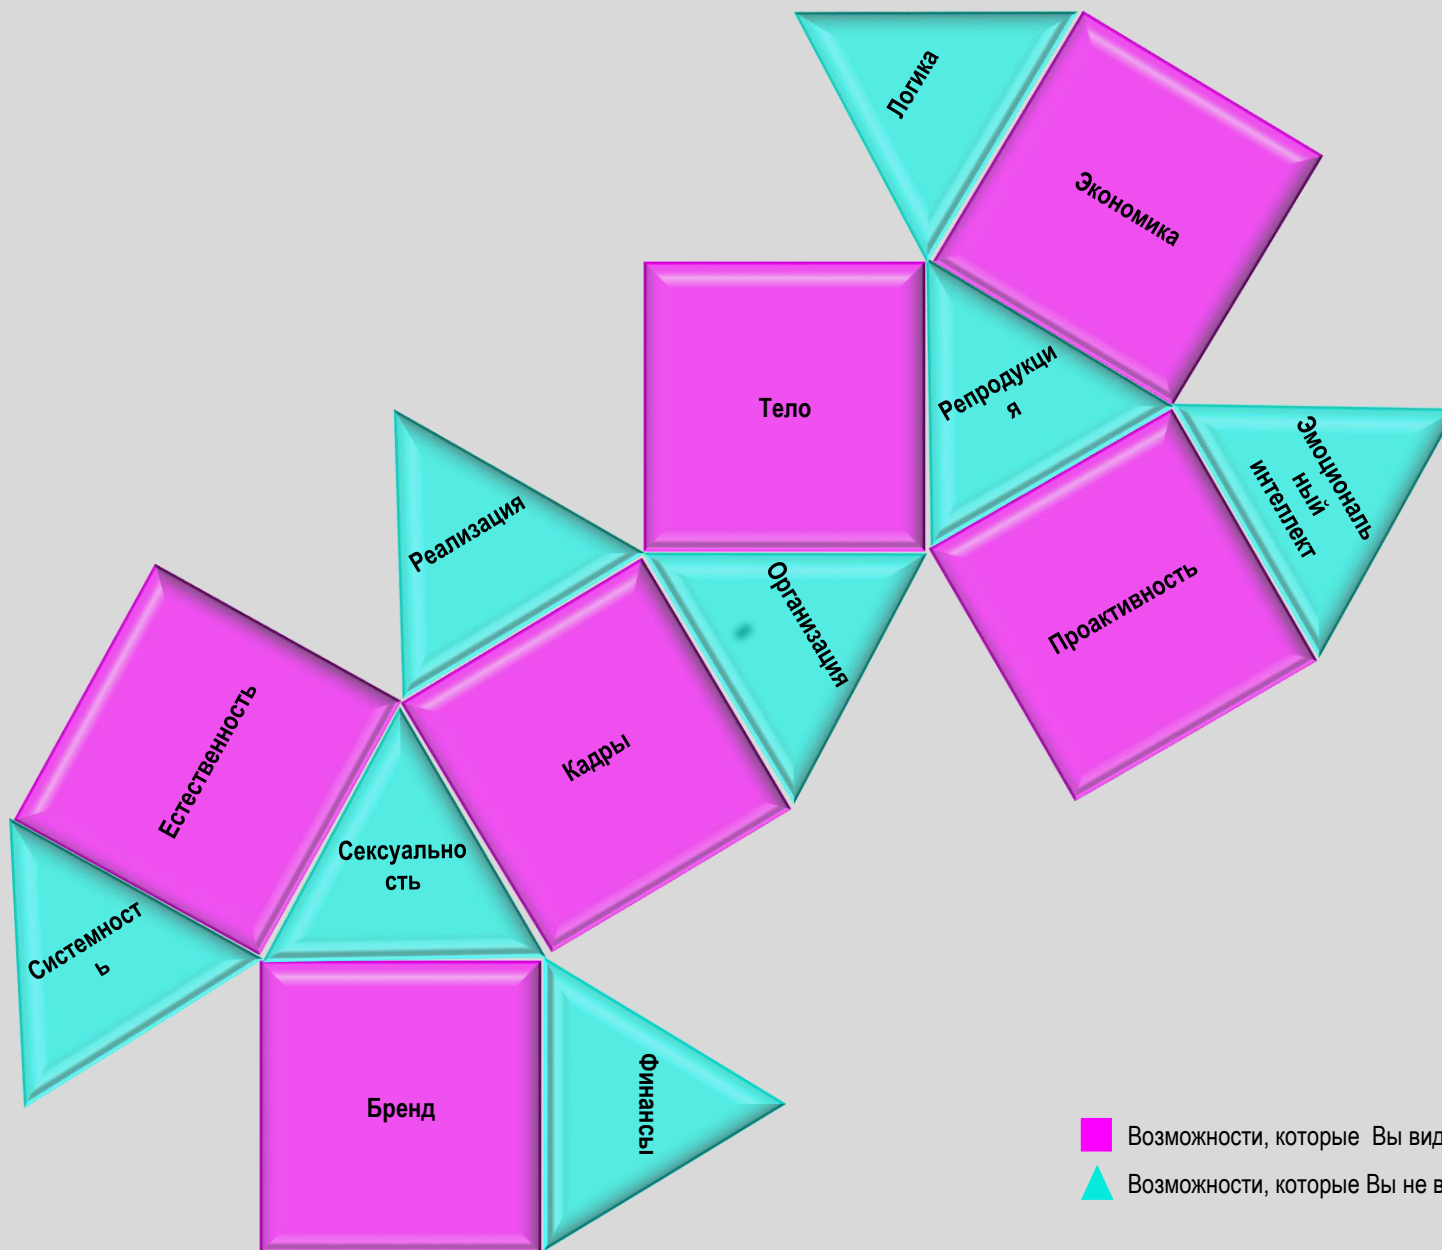 Логика
Экономика
Тело
Репродукци
я
Эмоциональ
ный
интеллект
Реализация
Организация
Проактивность
Естественность
Кадры
Сексуально
сть
Системност
ь
Бренд
Финансы
Возможности, которые Вы вид
Возможности, которые Вы не в